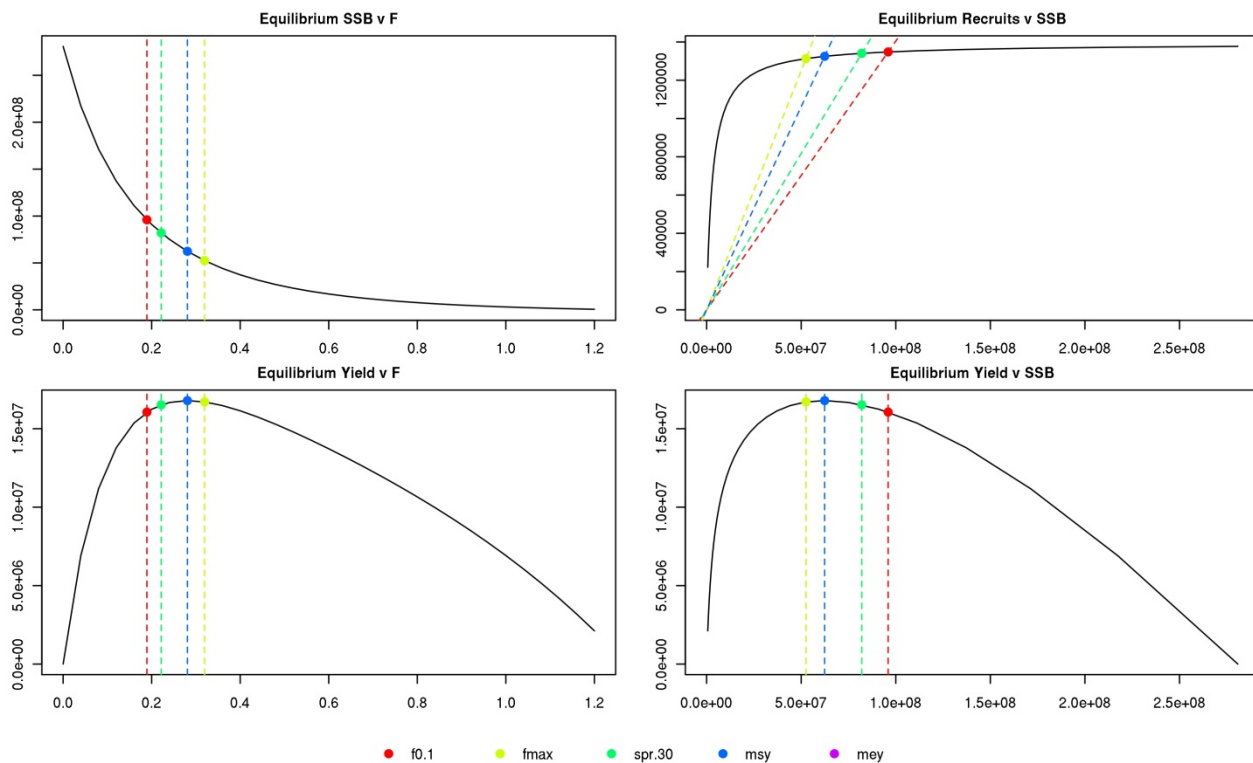 Equilibrium SSB v F
2.0e+08
1.0e+08
0.0e+00
0.0 0.2 0.4 0.6 0.8 1.0 1.2
Equilibrium Recruits v SSB
1200000
800000
400000
0
0.0e+00 5.0e+07 1.0e+08 1.5e+08 2.0e+08 2.5e+08
Equilibrium Yield v F
1.5e+07
1.0e+07
5.0e+06
0.0e+00
0.0 0.2 0.4 0.6 0.8 1.0 1.2
Equilibrium Yield v SSB
1.5e+07
1.0e+07
5.0e+06
0.0e+00
0.0e+00 5.0e+07 1.0e+08 1.5e+08 2.0e+08 2.5e+08
f0.1 fmax spr.30 msy mey